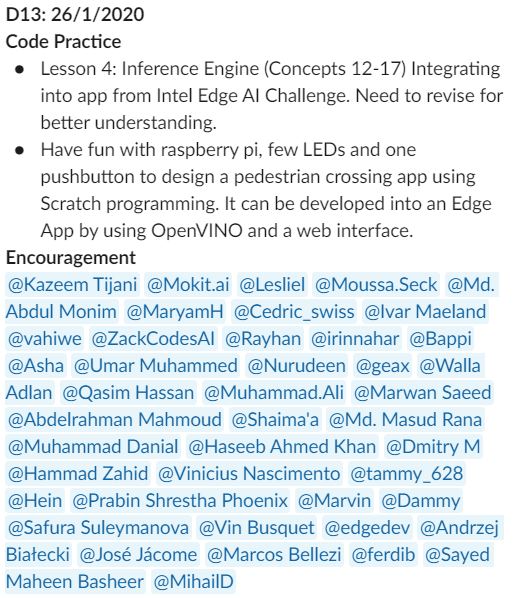 D13: 26/1/2020
Code Practice
● Lesson 4: Inference Engine (Concepts 12-17) Integrating
into app from Intel Edge AI Challenge. Need to revise for
better understanding.
● Have fun with raspberry pi, few LEDs and one
pushbutton to design a pedestrian crossing app using
Scratch programming. It can be developed into an Edge
App by using OpenVINO and a web interface.
Encouragement
@Kazeem Tijani @Mokit.ai @Lesliel @Moussa.Seck @Md.
Abdul Monim @MaryamH @Cedric_swiss @Ivar Maeland
@vahiwe @ZackCodesAI @Rayhan @irinnahar @Bappi
@Asha @Umar Muhammed @Nurudeen @geax @Walla
Adlan @Qasim Hassan @Muhammad.Ali @Marwan Saeed
@Abdelrahman Mahmoud @Shaima'a @Md. Masud Rana
@Muhammad Danial @Haseeb Ahmed Khan @Dmitry M
@Hammad Zahid @Vinicius Nascimento @tammy_628
@Hein @Prabin Shrestha Phoenix @Marvin @Dammy
@Safura Suleymanova @Vin Busquet @edgedev @Andrzej
Białecki @José Jácome @Marcos Bellezi @ferdib @Sayed
Maheen Basheer @MihailD